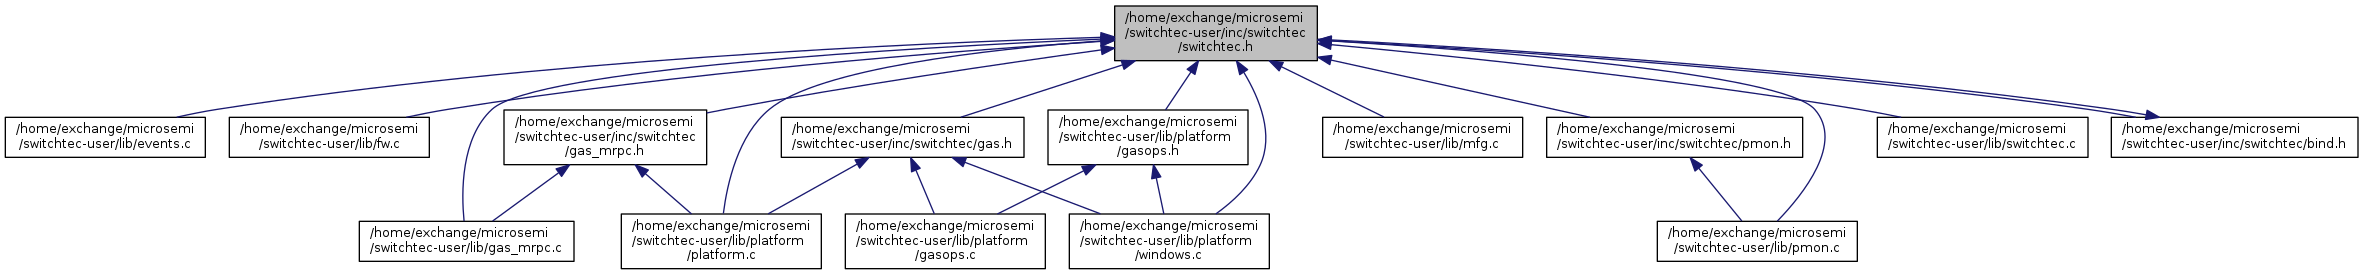 /home/exchange/microsemi
/switchtec-user/inc/switchtec
/switchtec.h
/home/exchange/microsemi
/switchtec-user/lib/events.c
/home/exchange/microsemi
/switchtec-user/lib/fw.c
/home/exchange/microsemi
/switchtec-user/inc/switchtec
/gas_mrpc.h
/home/exchange/microsemi
/switchtec-user/inc/switchtec/gas.h
/home/exchange/microsemi
/switchtec-user/lib/platform
/gasops.h
/home/exchange/microsemi
/switchtec-user/lib/mfg.c
/home/exchange/microsemi
/switchtec-user/inc/switchtec/pmon.h
/home/exchange/microsemi
/switchtec-user/lib/switchtec.c
/home/exchange/microsemi
/switchtec-user/inc/switchtec/bind.h
/home/exchange/microsemi
/switchtec-user/lib/gas_mrpc.c
/home/exchange/microsemi
/switchtec-user/lib/platform
/platform.c
/home/exchange/microsemi
/switchtec-user/lib/platform
/gasops.c
/home/exchange/microsemi
/switchtec-user/lib/platform
/windows.c
/home/exchange/microsemi
/switchtec-user/lib/pmon.c